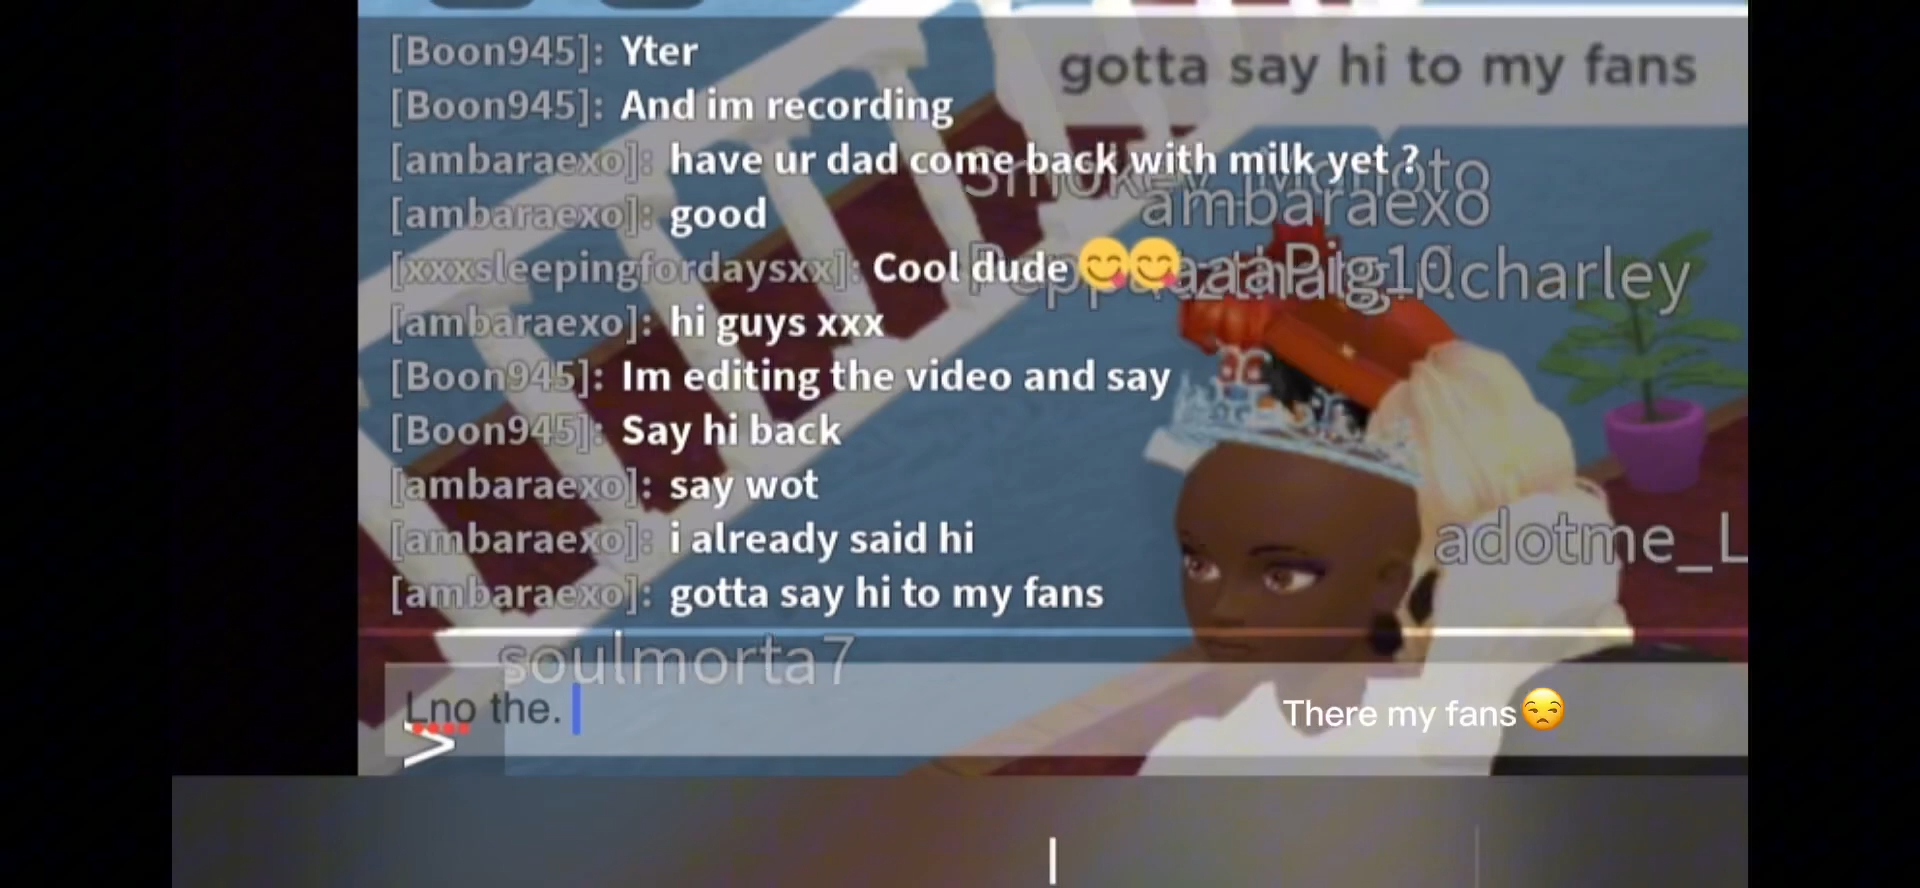 [Boon945]: Yter
gotta say hi to my fans
[Boon945]: And im recording
[ambaraexo]: have ur dad come back with milk yet ?
ambaraexo
[ambaraexo]: good
[xxxsleepingfordaysxx]: Cool dude😋😋
charley
[ambaraexo]: hi guys xxx
[Boon945]: Im editing the video and say
[Boon945]: Say hi back
[ambaraexo]: say wot
[ambaraexo]: i already said hi
adotme_L
[ambaraexo]: gotta say hi to my fans
soulmorta7
Lno the.
There my fans😒